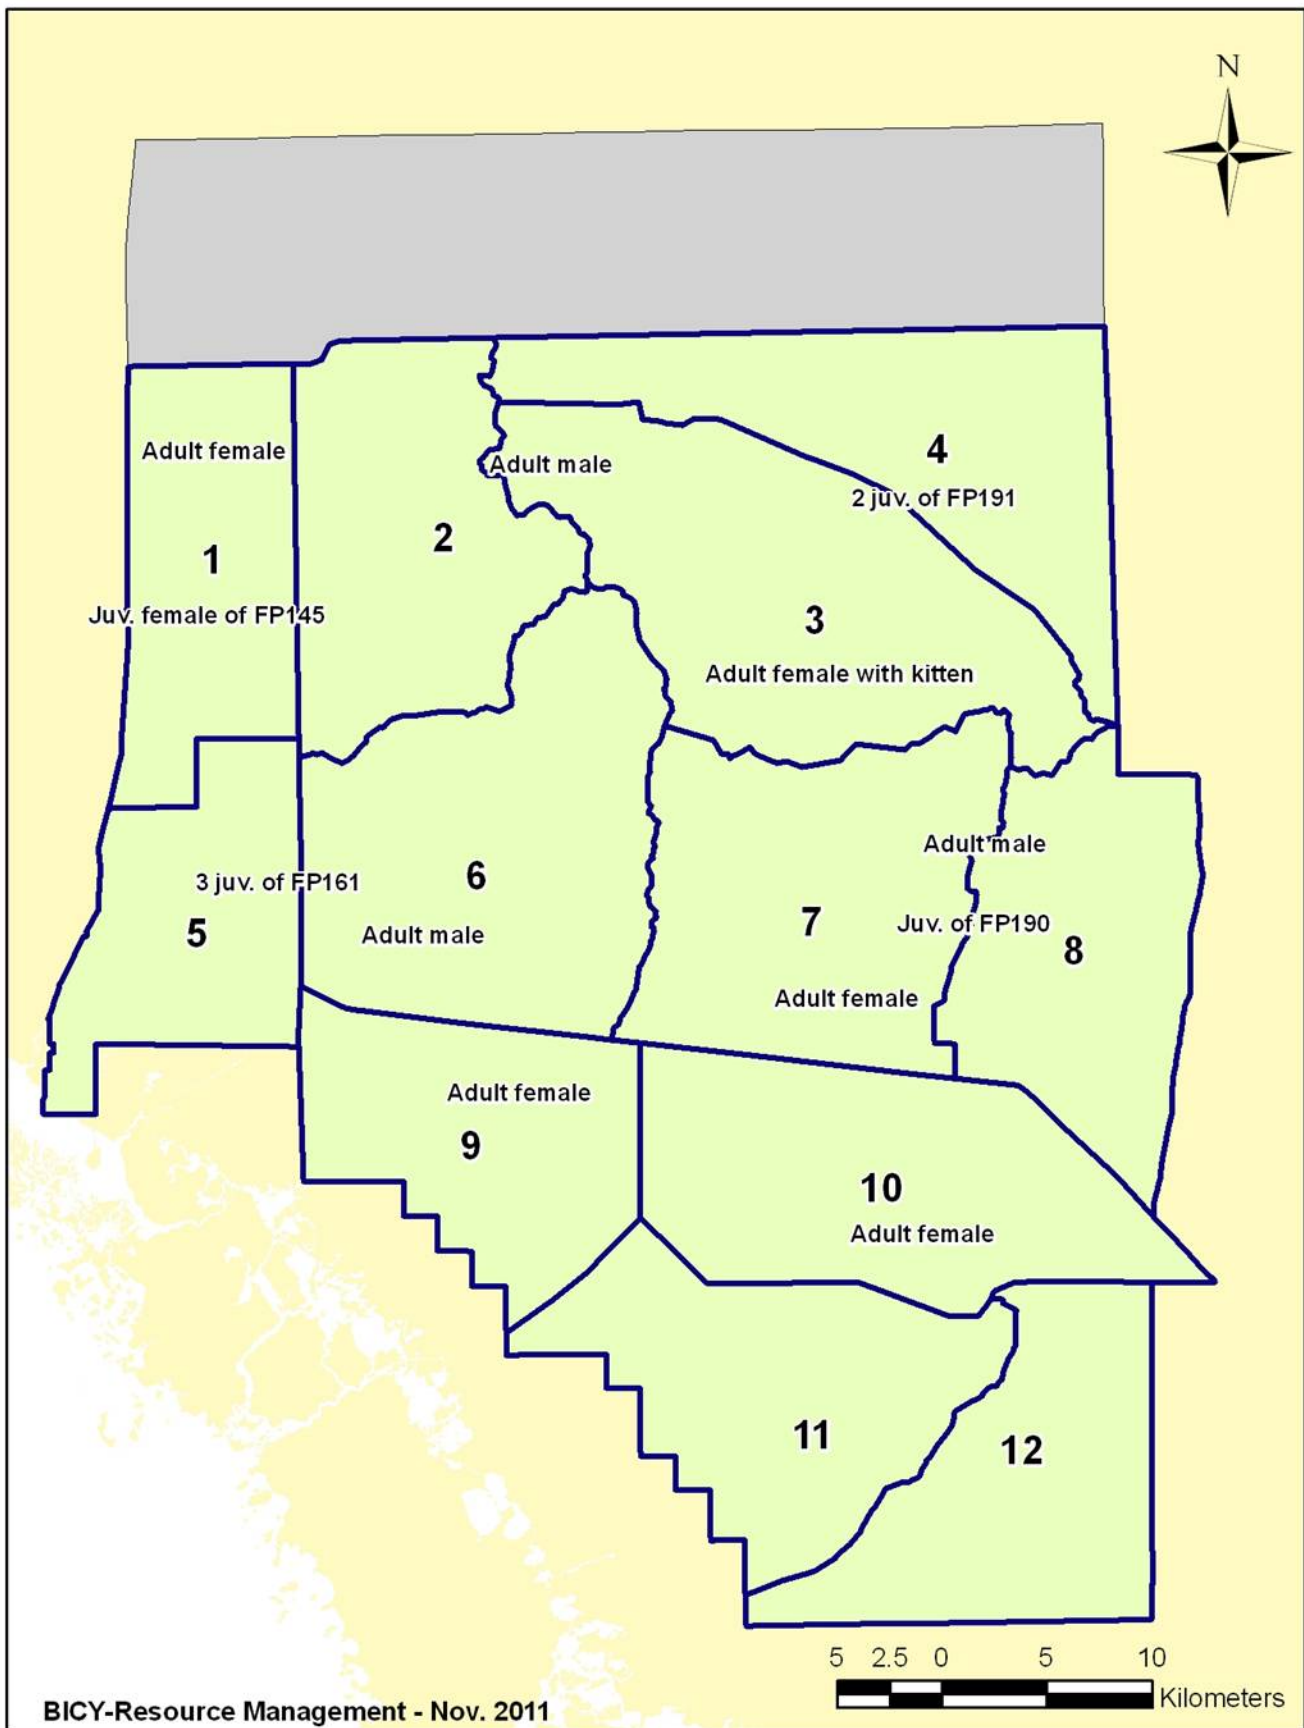 N
Adult female
4
Adult male
2 juv. of FP191
2
1
Juv. female of FP145
3
Adult female with kitten
Adult male
3 juv. of FP161
6
5
Adult male
7
Juv. of FP190
8
Adult female
Adult female
9
10
Adult female
11
12
5 2.5 0 5 10
Kilometers
BICY-Resource Management - Nov. 2011